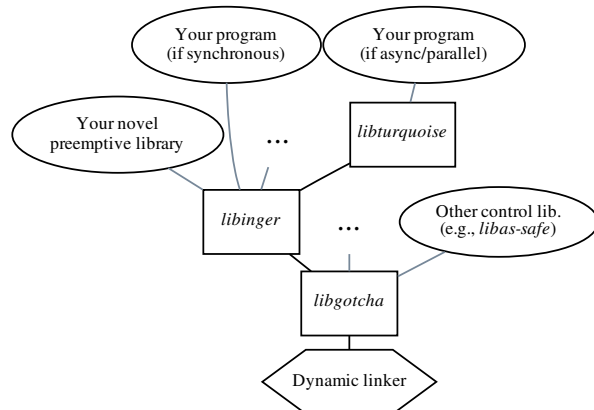 Your program
(if synchronous)
Your program
(if async/parallel)
Your novel
preemptive library
...
libturquoise
libinger
...
Other control lib.
(e.g., libas-safe)
libgotcha
Dynamic linker